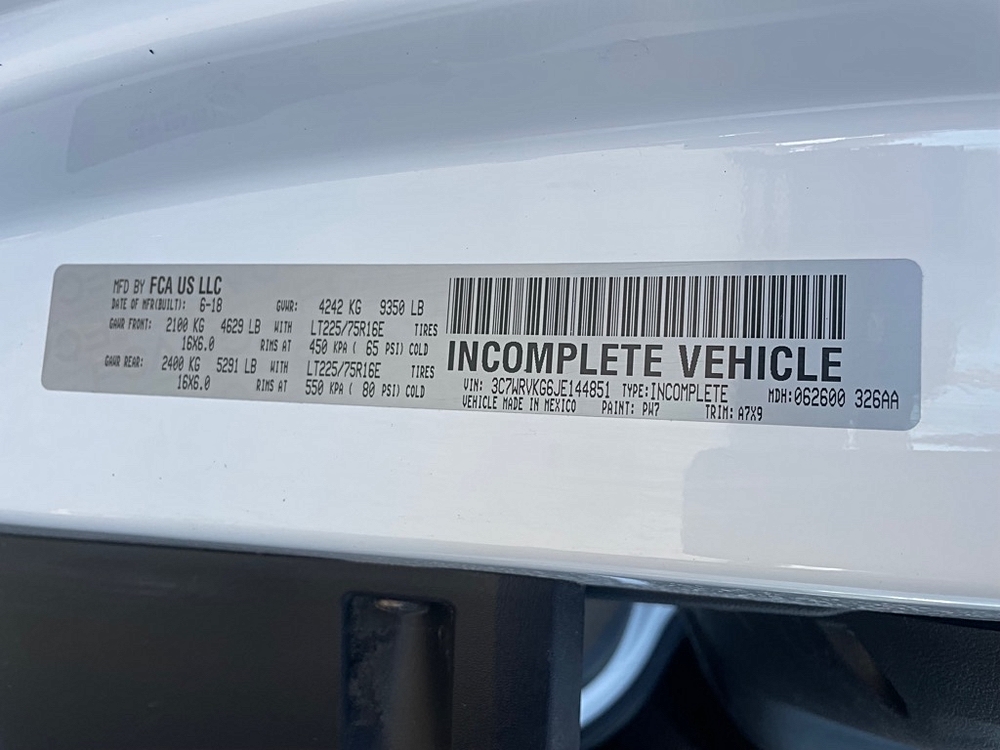 MFD BY FCA US LLC
DATE OF MFR(BUILT): 6-18 GVWR: 4242 KG 9350 LB
GAWR FRONT: 2100 KG 4629 LB WITH LT225/75R16E TIRES
16X6.0 RIMS AT 450 KPA ( 65 PSI) COLD
GAWR REAR: 2400 KG 5291 LB WITH LT225/75R16E TIRES
16X6.0 RIMS AT 550 KPA ( 80 PSI) COLD
INCOMPLETE VEHICLE
VIN: 3C7WRVKG6JE144851 TYPE: INCOMPLETE MDH: 062600 326AA
VEHICLE MADE IN MEXICO PAINT: PW7 TRIM: A7X9